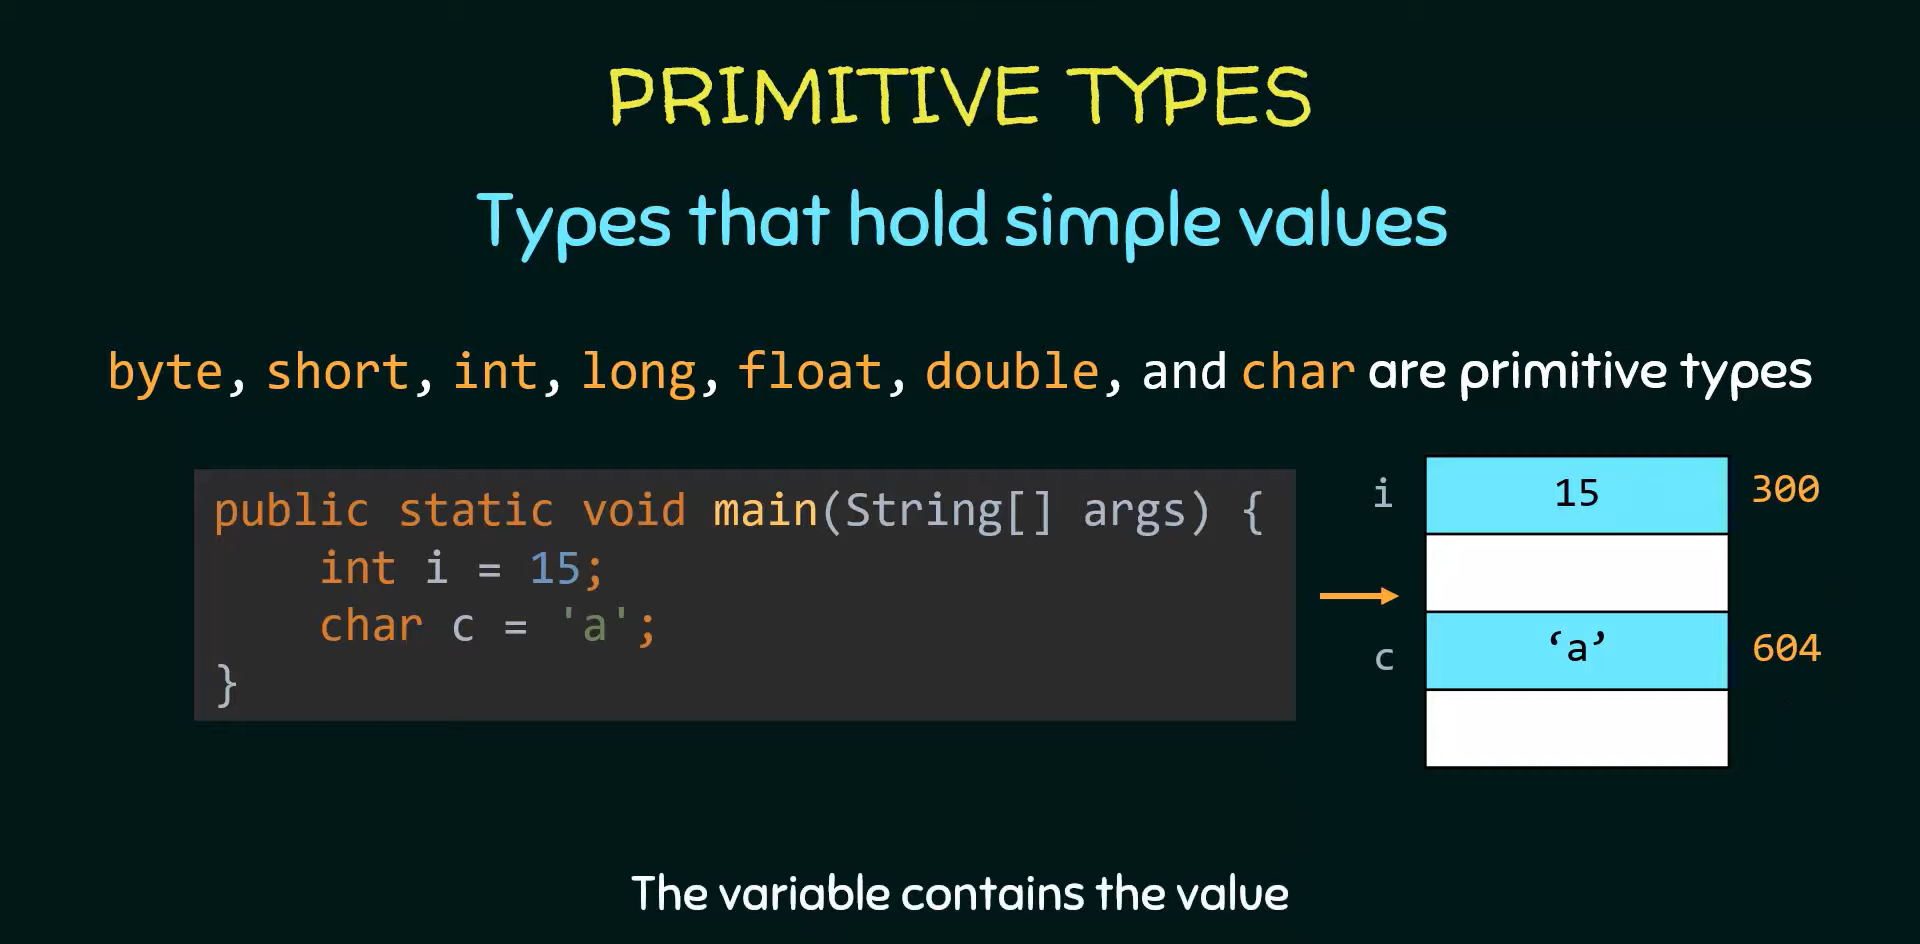 PRIMITIVE TYPES
Types that hold simple values
byte, short, int, long, float, double, and char are primitive types
public static void main(String[] args) {
    int i = 15;
    char c = 'a';
}
i 15 300
c ‘a’ 604
The variable contains the value